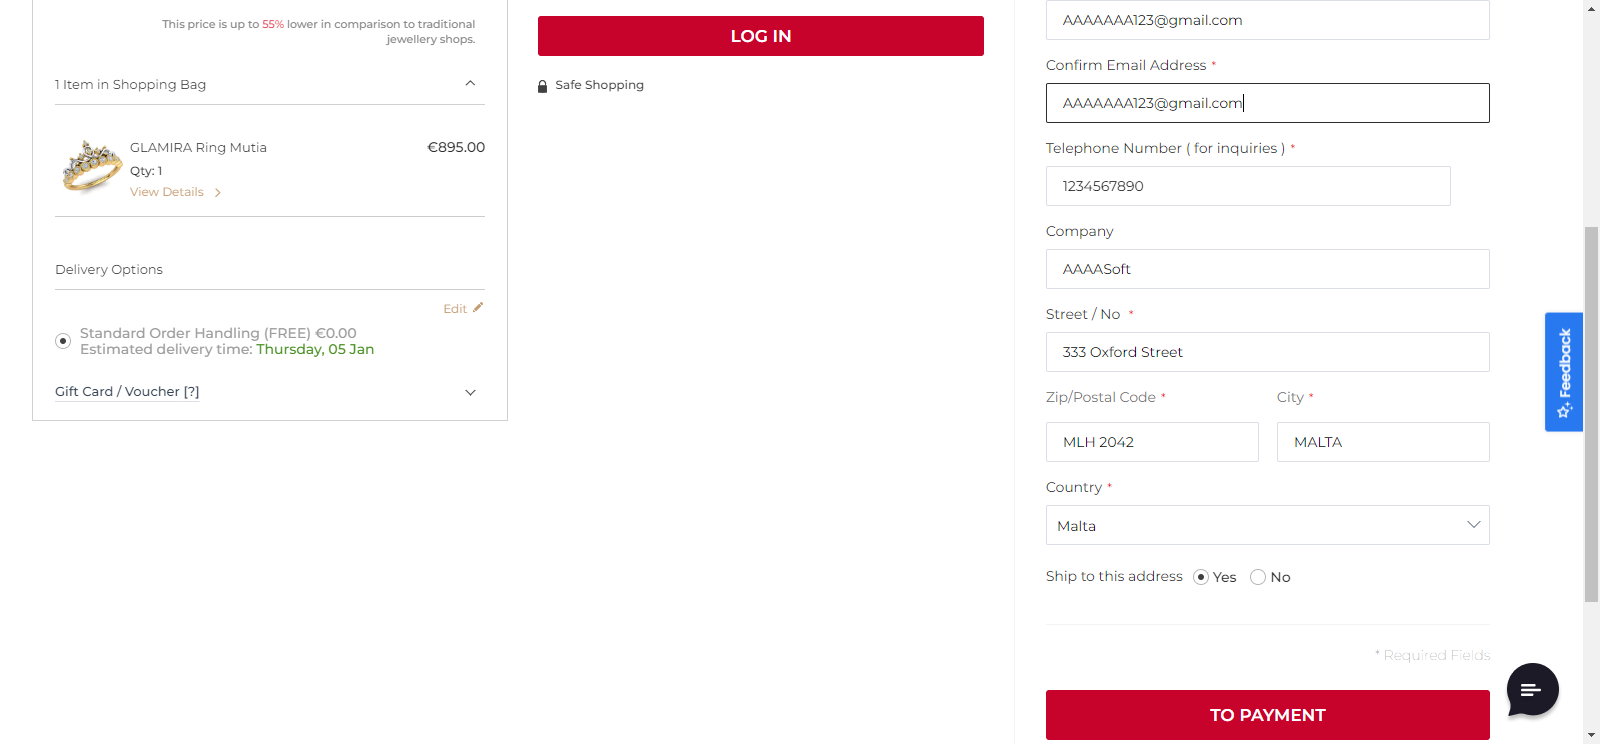 This price is up to 55% lower in comparison to traditional
jewellery shops.
1 Item in Shopping Bag
GLAMIRA Ring Mutia
€895.00
Qty: 1
View Details
Delivery Options
Edit
Standard Order Handling (FREE) €0.00
Estimated delivery time: Thursday, 05 Jan
Gift Card / Voucher [?]
LOG IN
Safe Shopping
AAAAAAA123@gmail.com
Confirm Email Address *
AAAAAAA123@gmail.com
Telephone Number ( for inquiries ) *
1234567890
Company
AAAASoft
Street / No *
333 Oxford Street
Zip/Postal Code *
City *
MLH 2042
MALTA
Country *
Malta
Ship to this address
Yes
No
* Required Fields
TO PAYMENT
Feedback